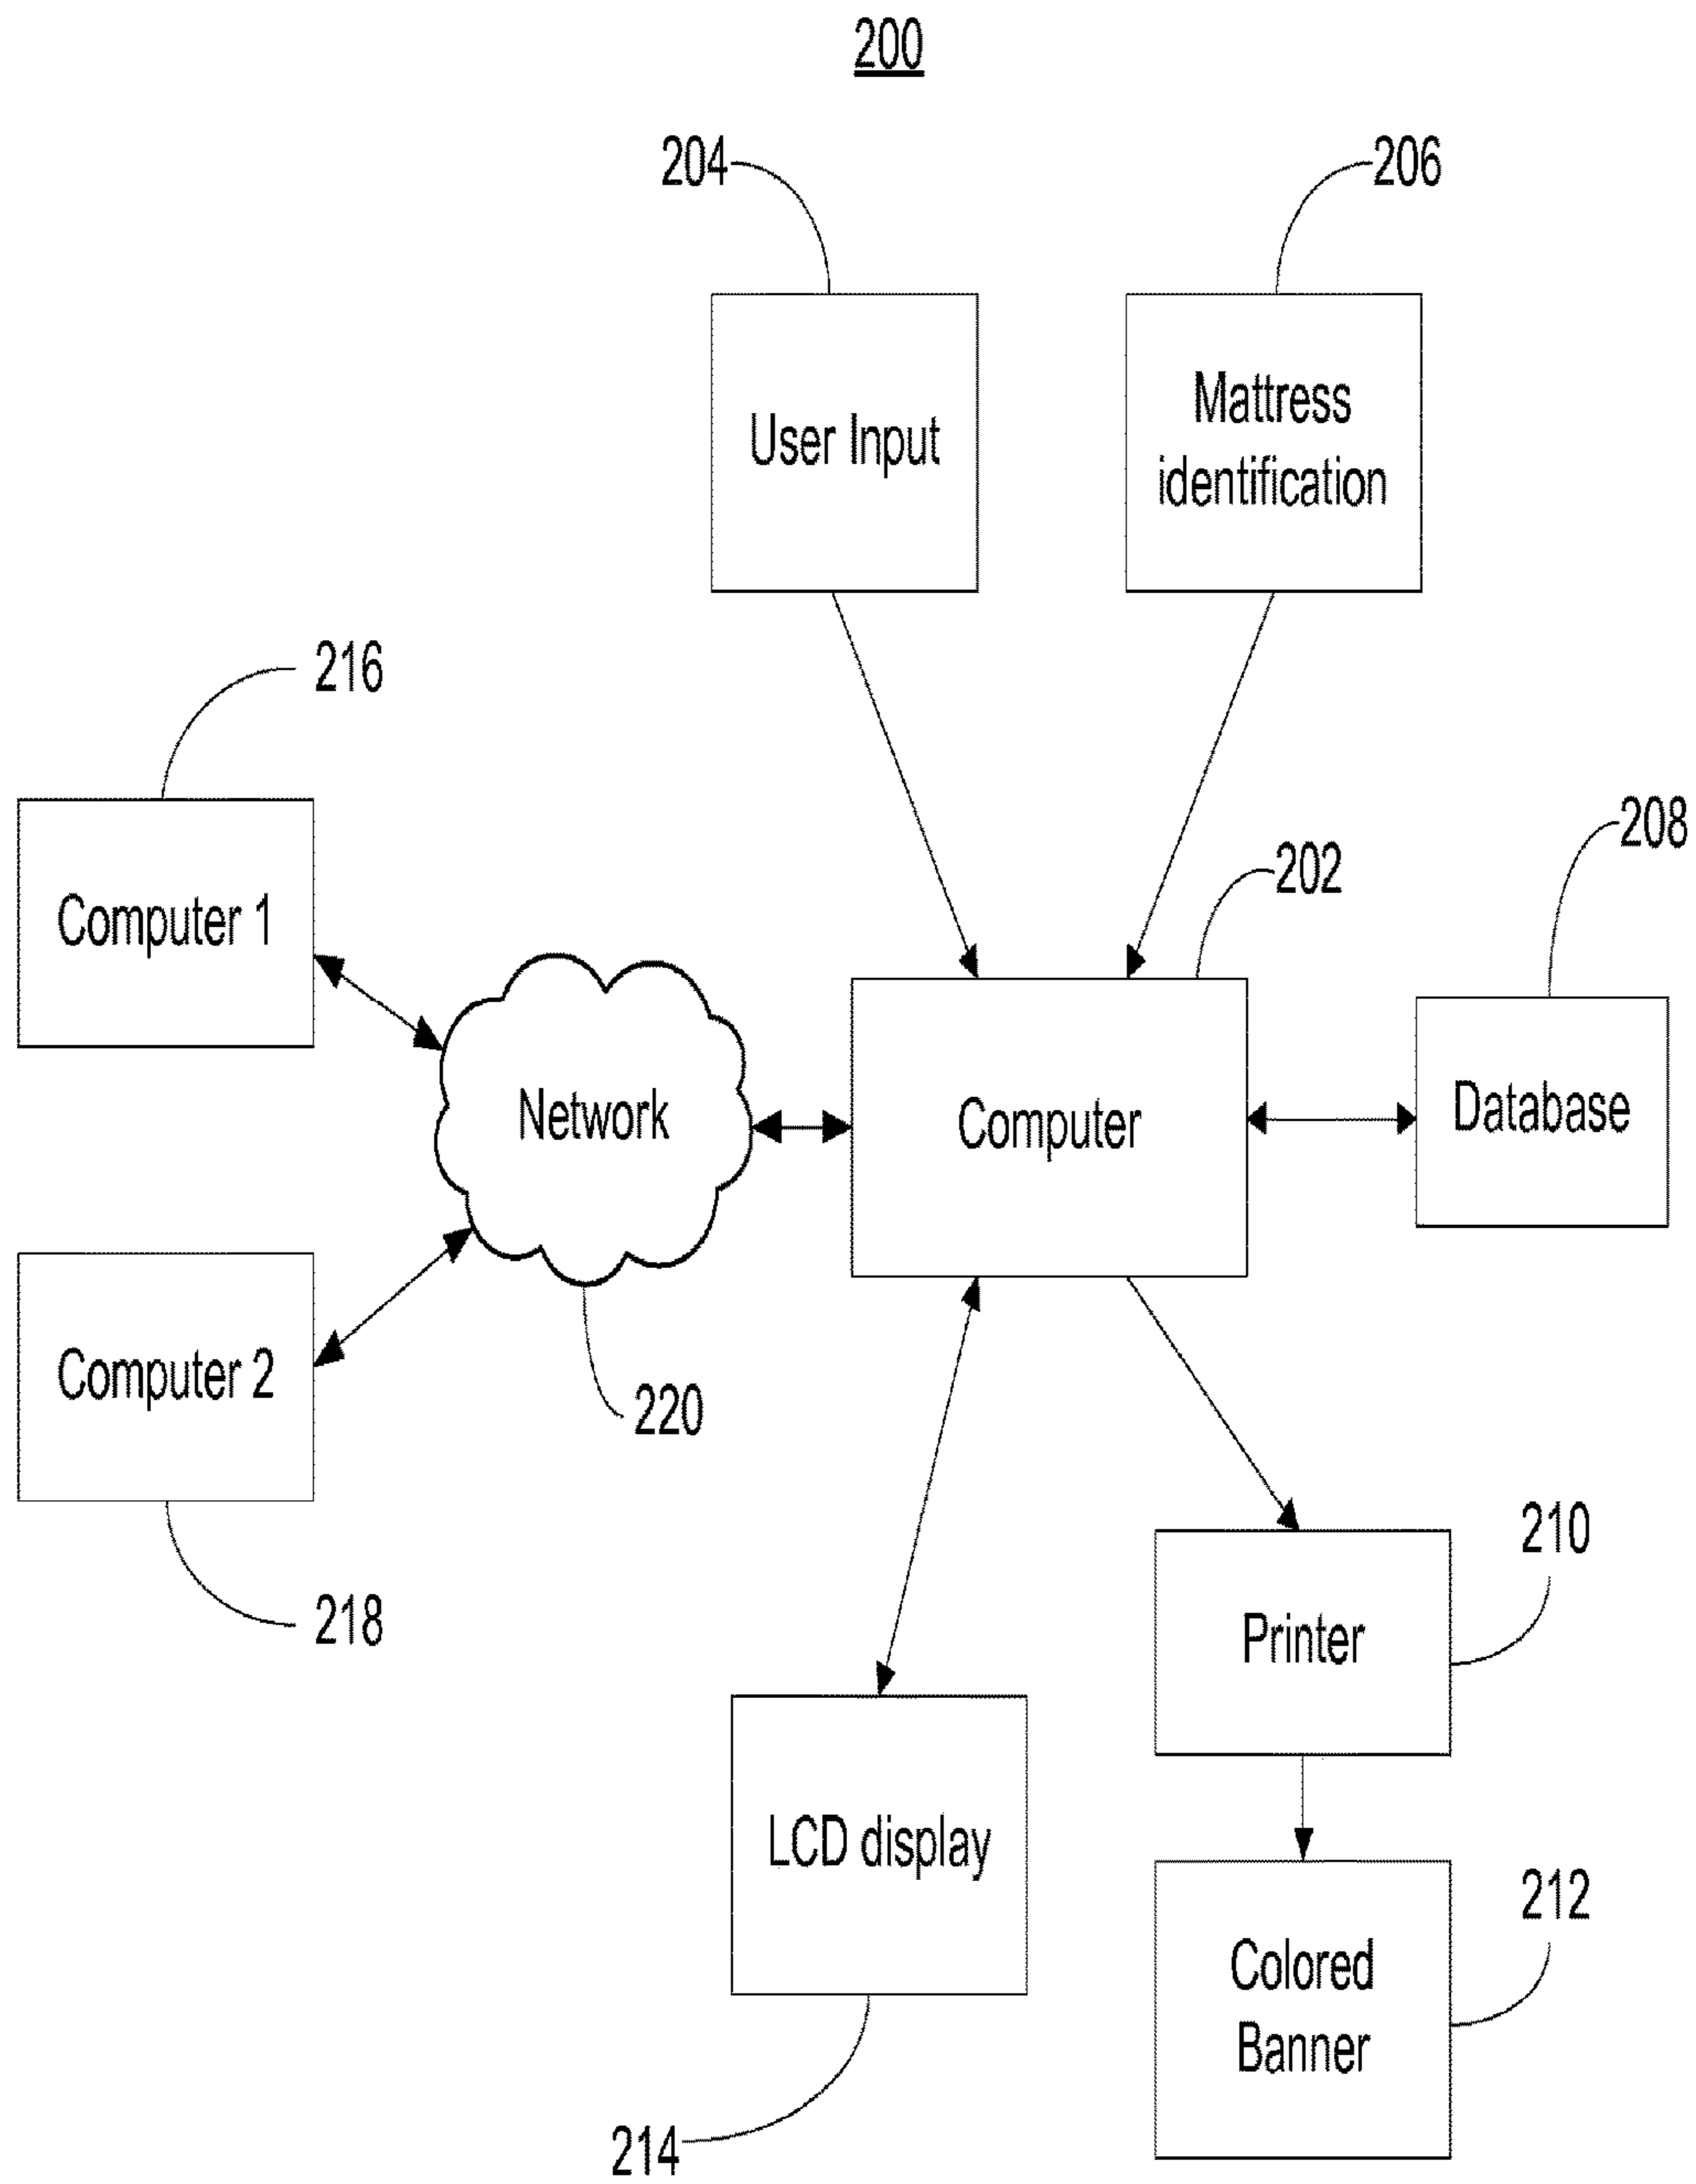 200
204
206
User Input
Mattress
identification
216
208
202
Computer 1
Network
Computer
Database
Computer 2
220
210
218
Printer
LCD display
212
Colored
Banner
214